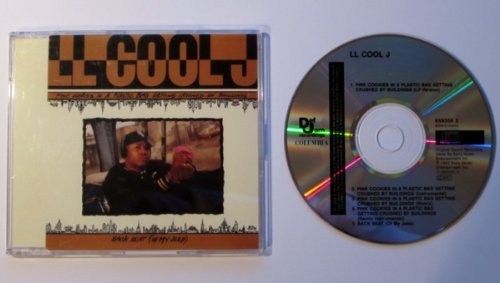 LL COOL J
PINK COOKIES IN A PLASTIC BAG GETTING CRUSHED BY BUILDINGS
BACK SEAT (OF MY JEEP)
LL COOL J
1. PINK COOKIES IN A PLASTIC BAG GETTING
CRUSHED BY BUILDINGS (LP Version)
Def Jam
recordings
COLUMBIA
2. PINK COOKIES IN A PLASTIC BAG GETTING
CRUSHED BY BUILDINGS (Instrumental)
3. PINK COOKIES IN A PLASTIC BAG GETTING
CRUSHED BY BUILDINGS (Remix)
4. PINK COOKIES IN A PLASTIC BAG
GETTING CRUSHED BY BUILDINGS
(Remix Instrumental)
5. BACK SEAT (Of My Jeep)